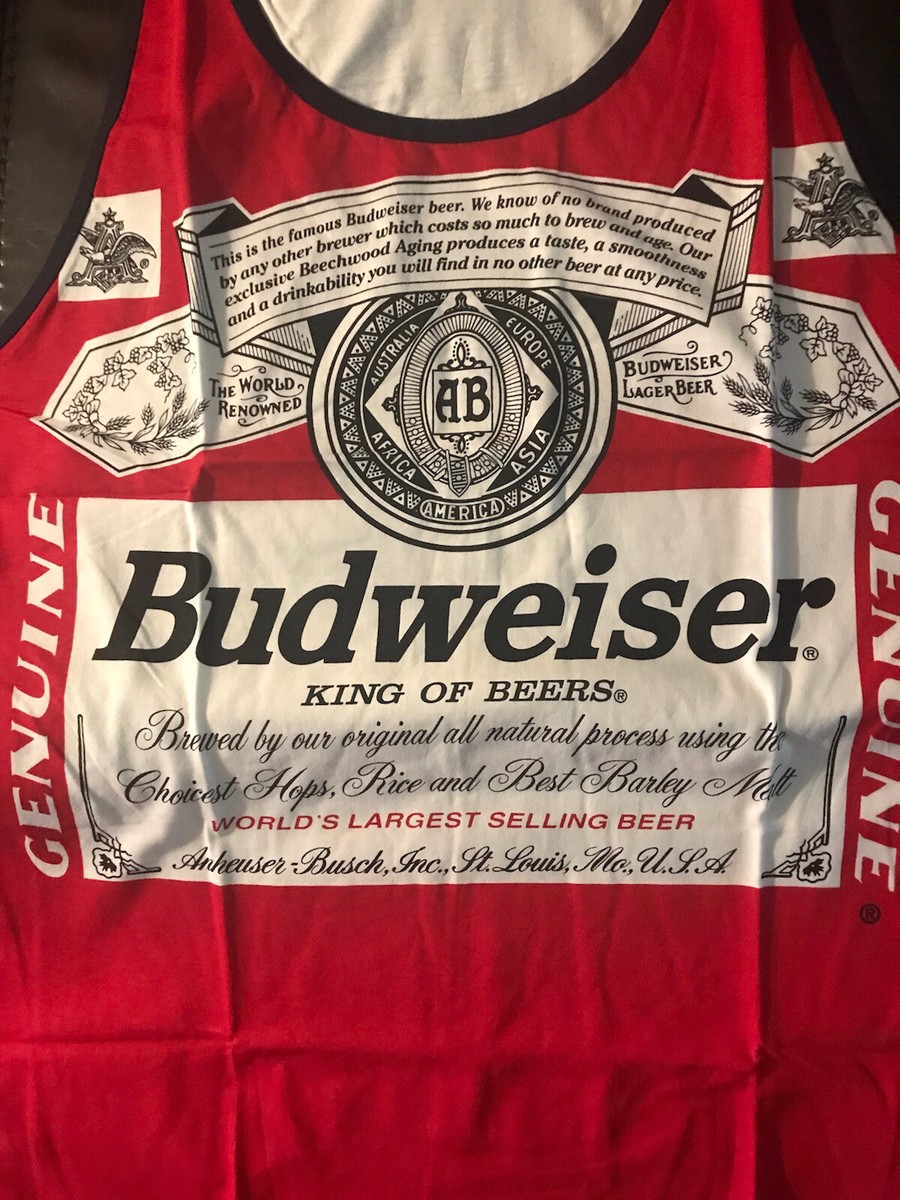 This is the famous Budweiser beer. We know of no brand produced
by any other brewer which costs so much to brew and age. Our
exclusive Beechwood Aging produces a taste, a smoothness
and a drinkability you will find in no other beer at any price.
A
®
A
THE WORLD
RENOWNED
AUSTRALIA
EUROPE
AB
AFRICA
ASIA
AMERICA
BUDWEISER
LAGER BEER
GENUINE
GENUINE
®
Budweiser®
KING OF BEERS®
Brewed by our original all natural process using the
Choicest Hops, Rice and Best Barley Malt
WORLD'S LARGEST SELLING BEER
Anheuser-Busch, Inc., St. Louis, Mo., U.S.A.